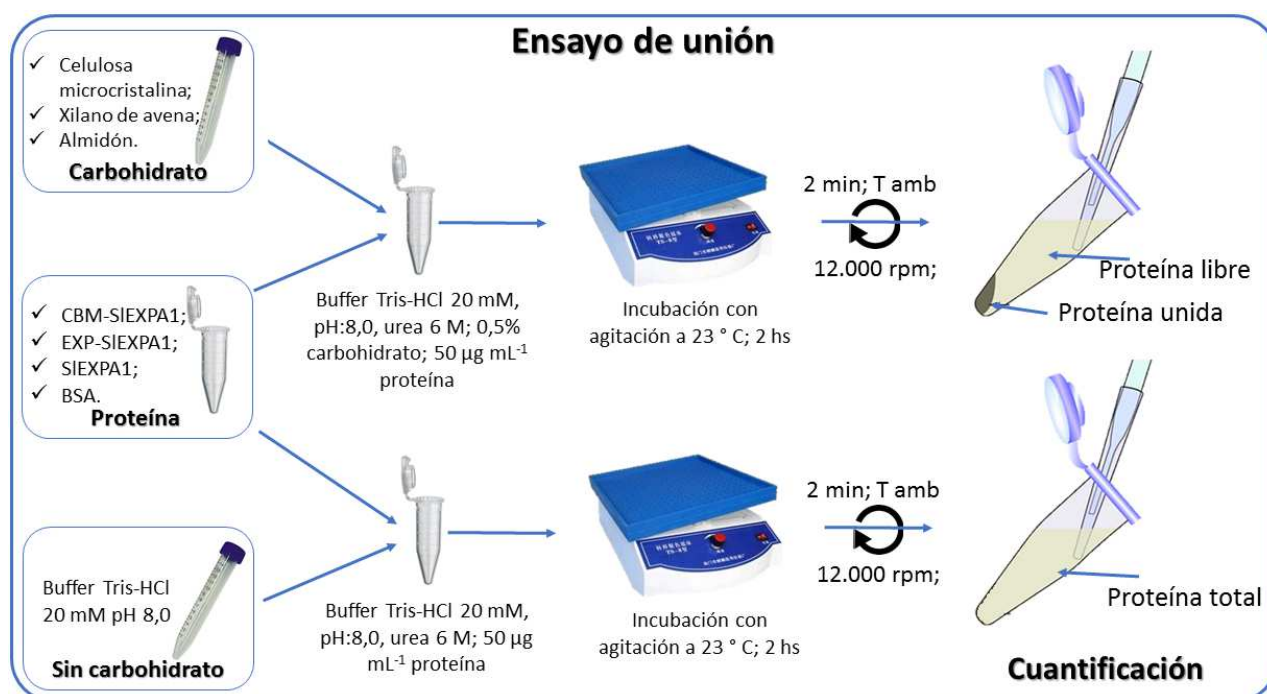 Ensayo de unión
✓ Celulosa
microcristalina;
✓ Xilano de avena;
✓ Almidón.
Carbohidrato
✓ CBM-SlEXPA1;
✓ EXP-SlEXPA1;
✓ SlEXPA1;
✓ BSA.
Proteína
Buffer Tris-HCl
20 mM pH 8,0
Sin carbohidrato
Buffer Tris-HCl 20 mM,
pH:8,0, urea 6 M; 0,5%
carbohidrato; 50 µg mL⁻¹
proteína
Incubación con
agitación a 23 ° C; 2 hs
2 min; T amb
12.000 rpm;
Proteína libre
Proteína unida
Buffer Tris-HCl 20 mM,
pH:8,0, urea 6 M; 50 µg
mL⁻¹ proteína
Incubación con
agitación a 23 ° C; 2 hs
2 min; T amb
12.000 rpm;
Proteína total
Cuantificación